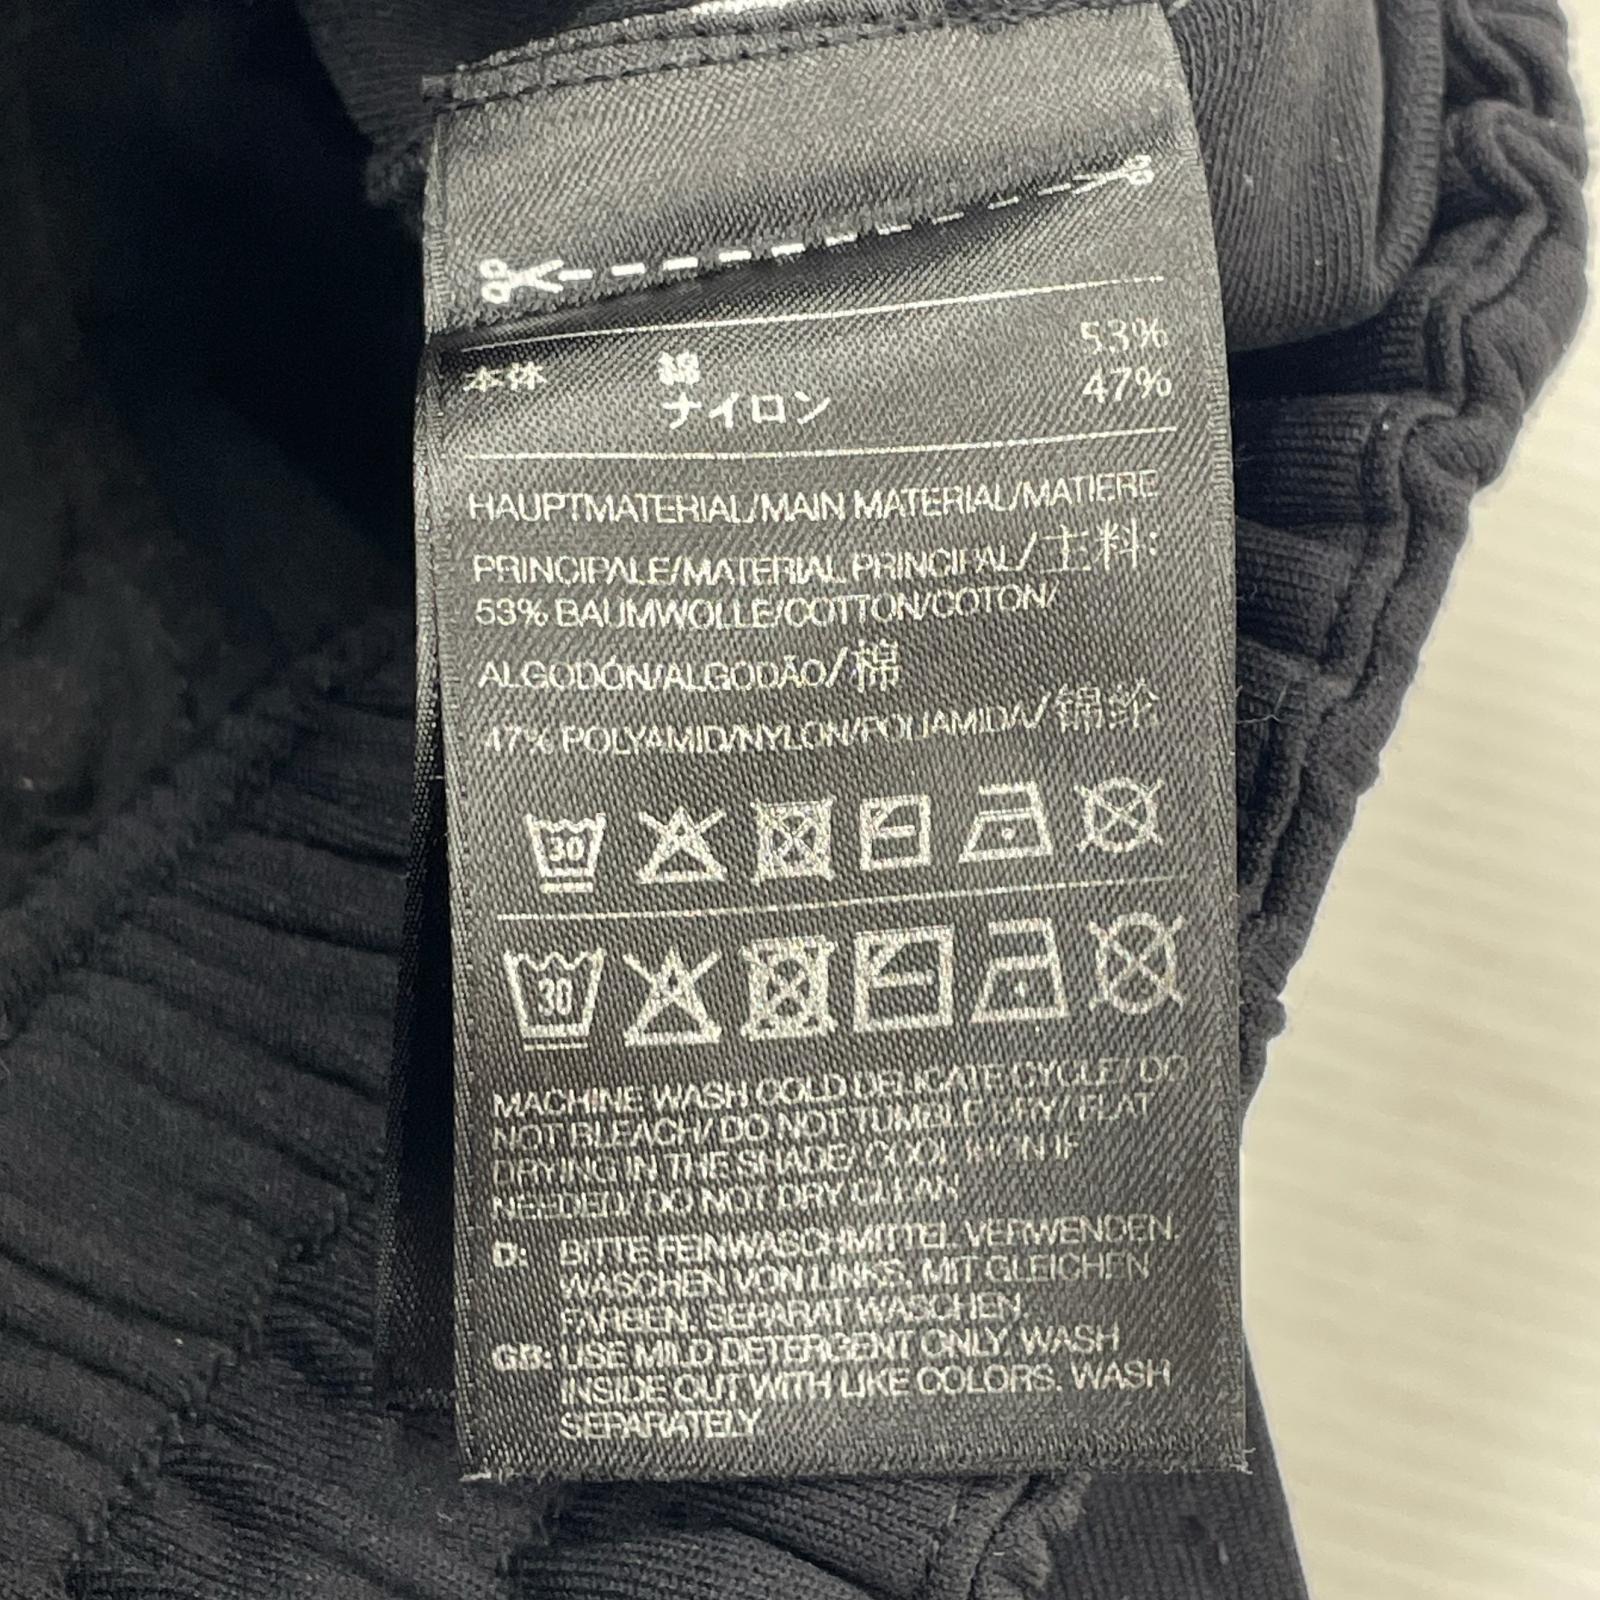 本体 綿 53%
ナイロン 47%
HAUPTMATERIAL/MAIN MATERIAL/MATIERE
PRINCIPALE/MATERIAL PRINCIPAL/主料:
53% BAUMWOLLE/COTTON/COTON/
ALGODÓN/ALGODÃO/棉
47% POLYAMID/NYLON/POLIAMIDA/锦纶
30
30
MACHINE WASH COLD DELICATE CYCLE/ DO
NOT BLEACH/ DO NOT TUMBLE DRY/ FLAT
DRYING IN THE SHADE/ COOL IRON IF
NEEDED/ DO NOT DRY CLEAN
D: BITTE FEINWASCHMITTEL VERWENDEN.
WASCHEN VON LINKS. MIT GLEICHEN
FARBEN. SEPARAT WASCHEN.
GB: USE MILD DETERGENT ONLY. WASH
INSIDE OUT WITH LIKE COLORS. WASH
SEPARATELY.